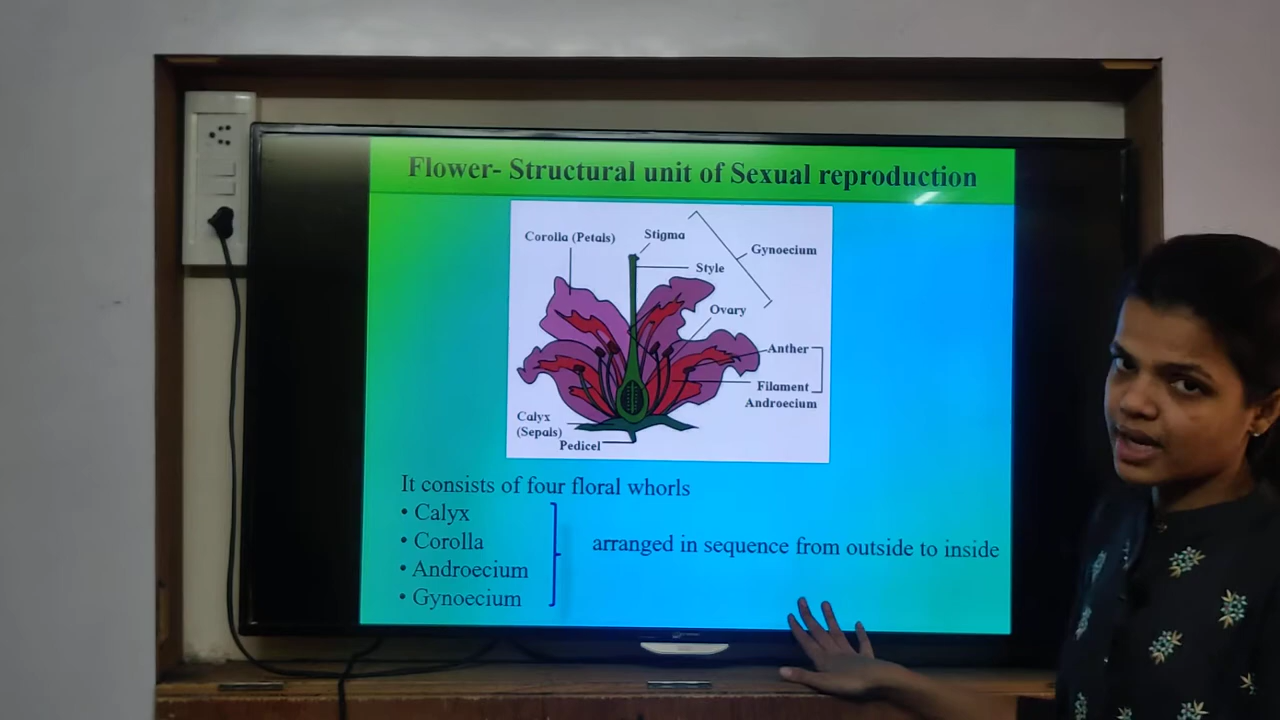 Flower- Structural unit of Sexual reproduction
Corolla (Petals)
Stigma
Gynoecium
Style
Ovary
Anther
Filament
Androecium
Calyx
(Sepals)
Pedicel
It consists of four floral whorls
• Calyx
• Corolla
• Androecium
• Gynoecium
arranged in sequence from outside to inside